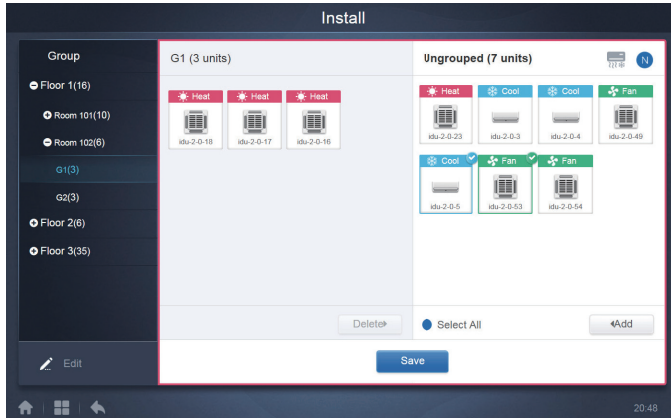 Install
Group
Floor 1(16)
Room 101(10)
Room 102(6)
G1(3)
G2(3)
Floor 2(6)
Floor 3(35)
Edit
G1 (3 units)
Heat Heat Heat
idu-2-0-18 idu-2-0-17 idu-2-0-16
Delete
Ungrouped (7 units) N
Heat Cool Cool Fan
idu-2-0-23 idu-2-0-3 idu-2-0-4 idu-2-0-49
Cool Fan Fan
idu-2-0-5 idu-2-0-53 idu-2-0-54
Select All Add
Save
20:48